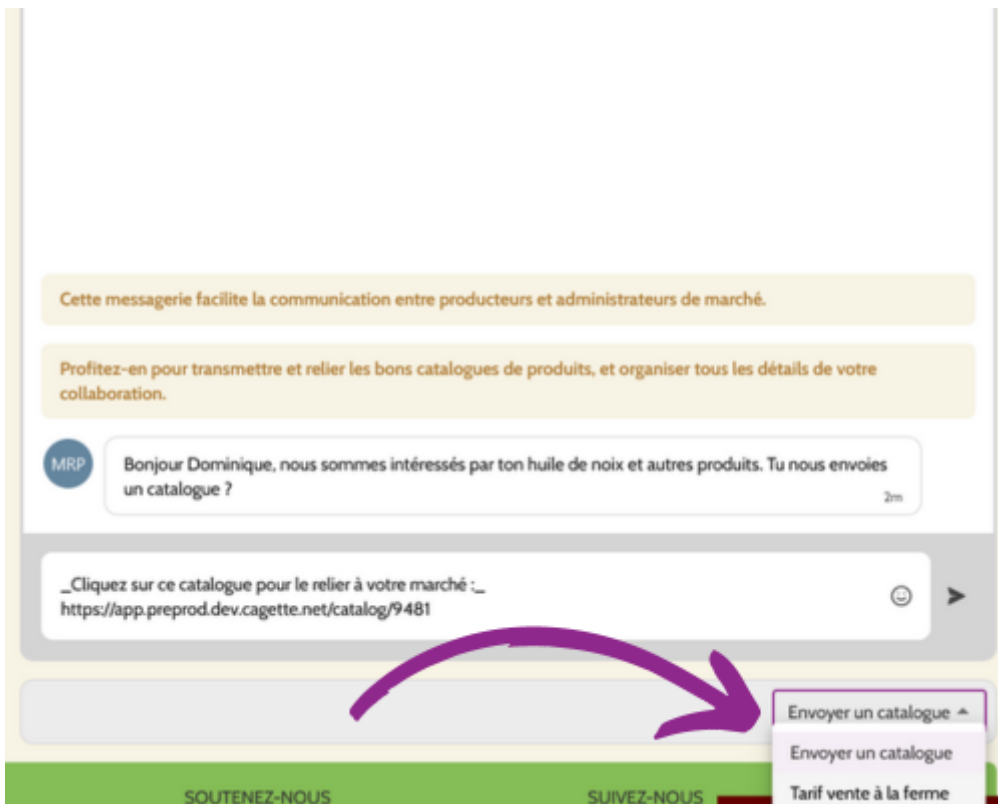 Cette messagerie facilite la communication entre producteurs et administrateurs de marché.
Profitez-en pour transmettre et relier les bons catalogues de produits, et organiser tous les détails de votre
collaboration.
MRP
Bonjour Dominique, nous sommes intéressés par ton huile de noix et autres produits. Tu nous envoies
un catalogue ?
2m
_Cliquez sur ce catalogue pour le relier à votre marché :_
https://app.preprod.dev.cagette.net/catalog/9481
Envoyer un catalogue
Envoyer un catalogue
Tarif vente à la ferme
SOUTENEZ-NOUS
SUIVEZ-NOUS